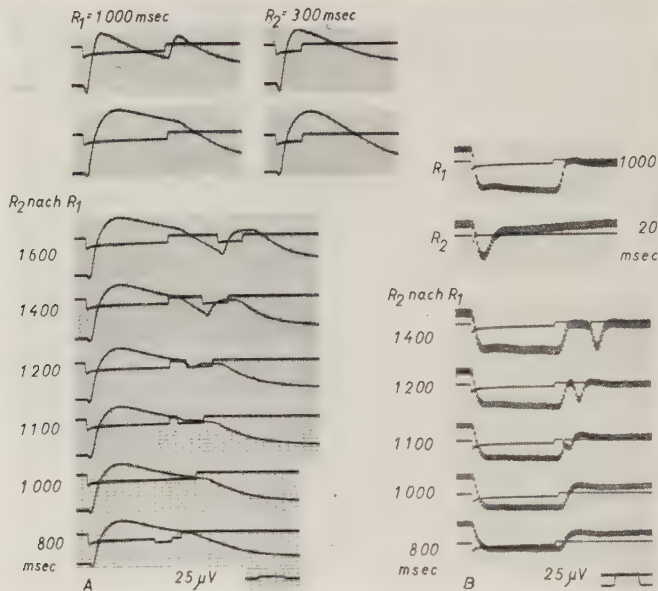 R₁ = 1000 msec
R₂ = 300 msec
R₂ nach R₁
1600
1400
1200
1100
1000
800
msec
A
25 µV
R₁
1000
R₂
20
msec
R₂ nach R₁
1400
1200
1100
1000
800
msec
B
25 µV